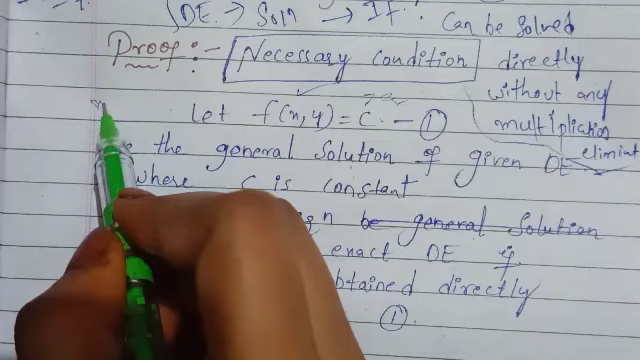 DE. → Soln → I.F.
Can be solved
Proof :- Necessary condition directly
without any
multiplication
elimint
Let f(x,y) = C. - ①
the general Solution of given DE
where C is constant
be general Solution
exact DE if
obtained directly
①.